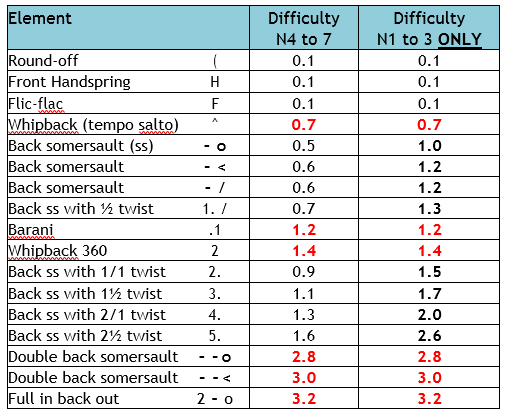 Element Difficulty N4 to 7 Difficulty N1 to 3 ONLY
Round-off ( 0.1 0.1
Front Handspring H 0.1 0.1
Flic-flac F 0.1 0.1
Whipback (tempo salto) ^ 0.7 0.7
Back somersault (ss) - o 0.5 1.0
Back somersault - < 0.6 1.2
Back somersault - / 0.6 1.2
Back ss with ½ twist 1. / 0.7 1.3
Barani .1 1.2 1.2
Whipback 360 2 1.4 1.4
Back ss with 1/1 twist 2. 0.9 1.5
Back ss with 1½ twist 3. 1.1 1.7
Back ss with 2/1 twist 4. 1.3 2.0
Back ss with 2½ twist 5. 1.6 2.6
Double back somersault - - o 2.8 2.8
Double back somersault - - < 3.0 3.0
Full in back out 2 - o 3.2 3.2